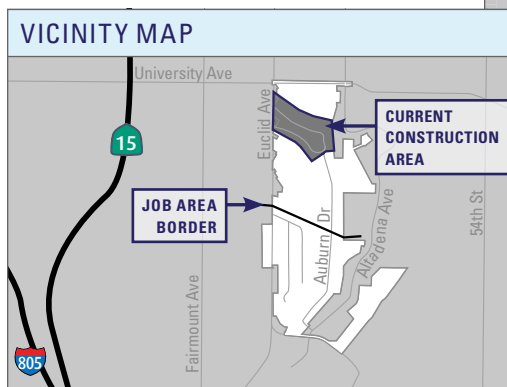 VICINITY MAP
University Ave
Euclid Ave
15
CURRENT
CONSTRUCTION
AREA
JOB AREA
BORDER
Auburn Dr
Altadena Ave
54th St
Fairmount Ave
805